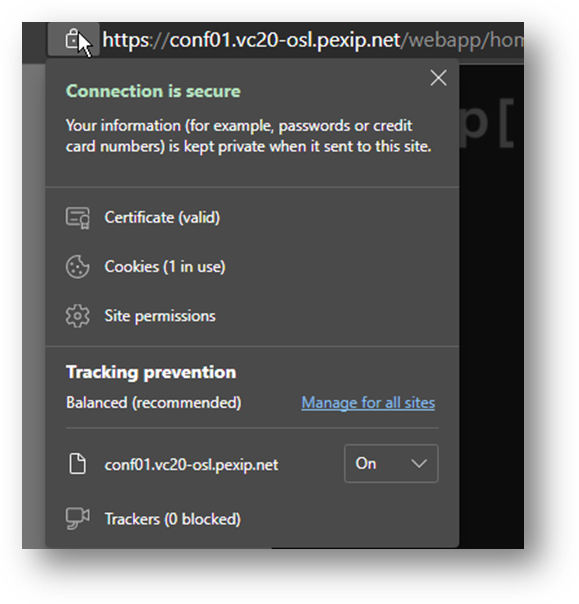 https://conf01.vc20-osl.pexip.net/webapp/hom
p[
Connection is secure
Your information (for example, passwords or credit
card numbers) is kept private when it sent to this site.
Certificate (valid)
Cookies (1 in use)
Site permissions
Tracking prevention
Balanced (recommended) Manage for all sites
conf01.vc20-osl.pexip.net On
Trackers (0 blocked)